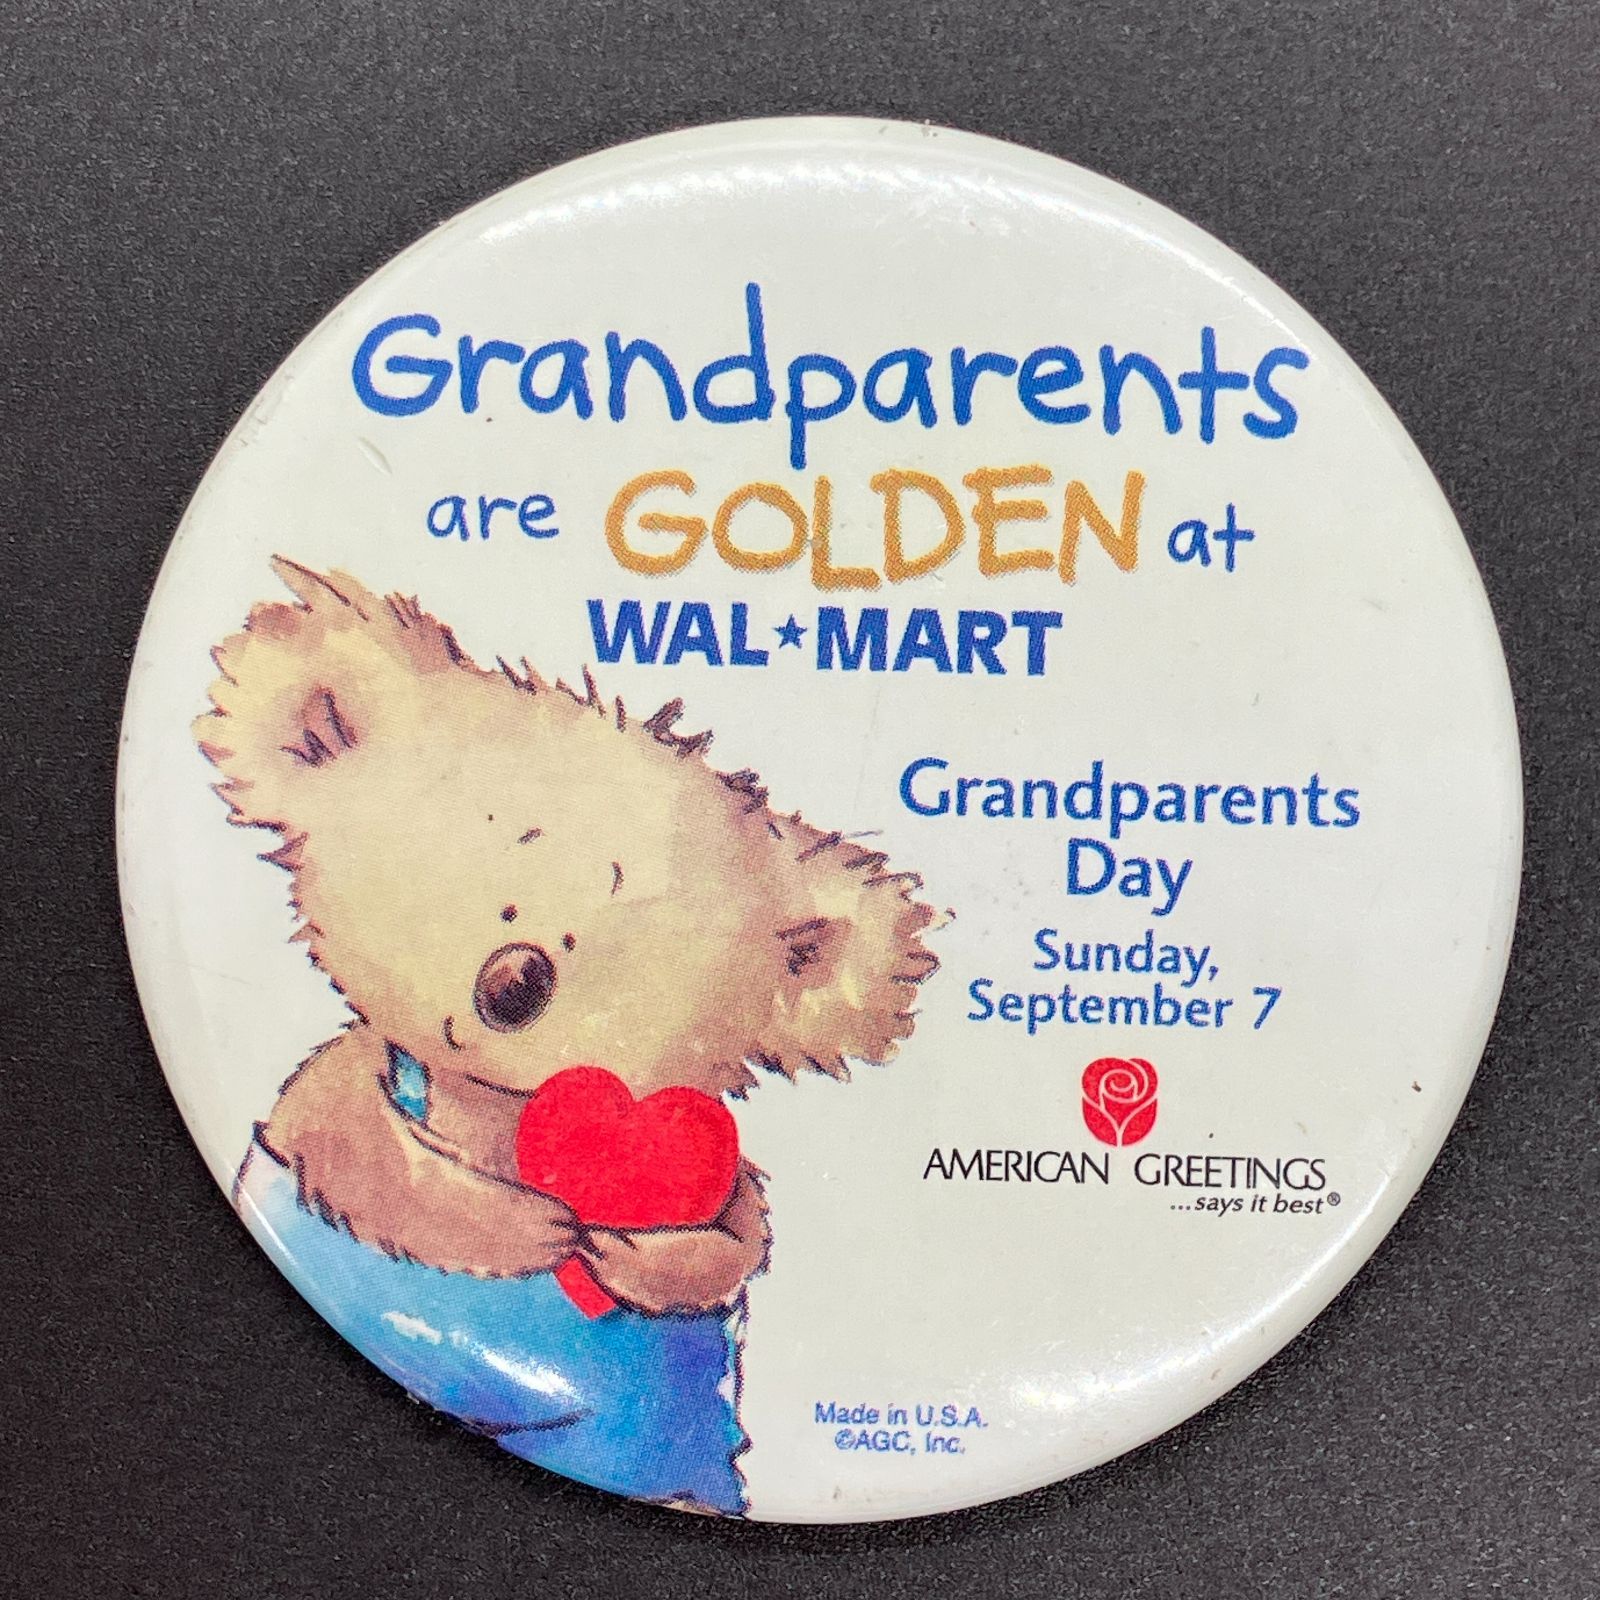 Grandparents
are GOLDEN at
WAL★MART
Grandparents
Day
Sunday,
September 7
AMERICAN GREETINGS
...says it best®
Made in U.S.A.
©AGC, Inc.